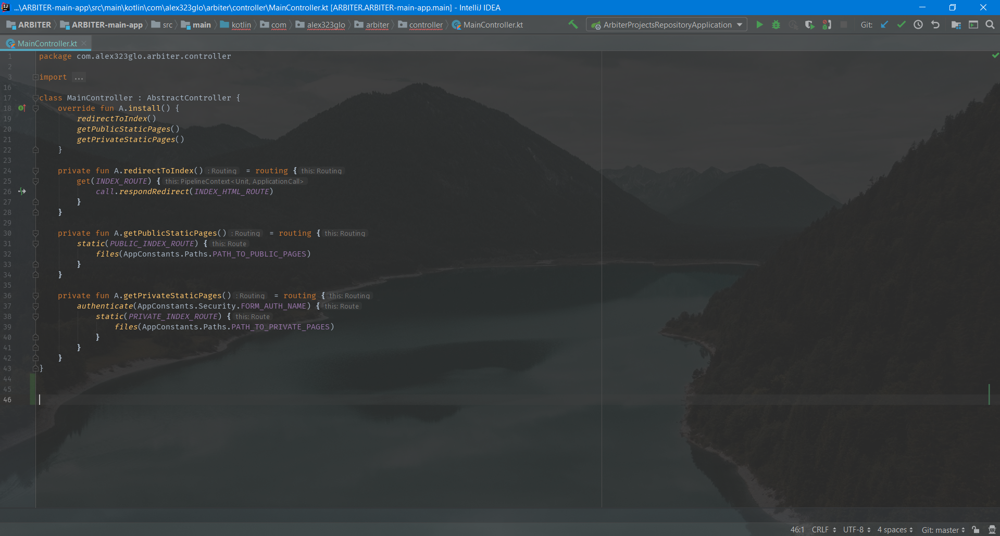 ...\ARBITER-main-app\src\main\kotlin\com\alex323glo\arbiter\controller\MainController.kt [ARBITER.ARBITER-main-app.main] - IntelliJ IDEA
ARBITER ARBITER-main-app src main kotlin com alex323glo arbiter controller MainController.kt ArbiterProjectsRepositoryApplication Git:
MainController.kt
1 package com.alex323glo.arbiter.controller
2
3 import ...
16
17 class MainController : AbstractController {
18     override fun A.install() {
19         redirectToIndex()
20         getPublicStaticPages()
21         getPrivateStaticPages()
22     }
23
24     private fun A.redirectToIndex() : Routing = routing { this: Routing
25         get(INDEX_ROUTE) { this: PipelineContext<Unit, ApplicationCall>
26             call.respondRedirect(INDEX_HTML_ROUTE)
27         }
28     }
29
30     private fun A.getPublicStaticPages() : Routing = routing { this: Routing
31         static(PUBLIC_INDEX_ROUTE) { this: Route
32             files(AppConstants.Paths.PATH_TO_PUBLIC_PAGES)
33         }
34     }
35
36     private fun A.getPrivateStaticPages() : Routing = routing { this: Routing
37         authenticate(AppConstants.Security.FORM_AUTH_NAME) { this: Route
38             static(PRIVATE_INDEX_ROUTE) { this: Route
39                 files(AppConstants.Paths.PATH_TO_PRIVATE_PAGES)
40             }
41         }
42     }
43 }
44
45
46
46:1 CRLF UTF-8 4 spaces Git: master